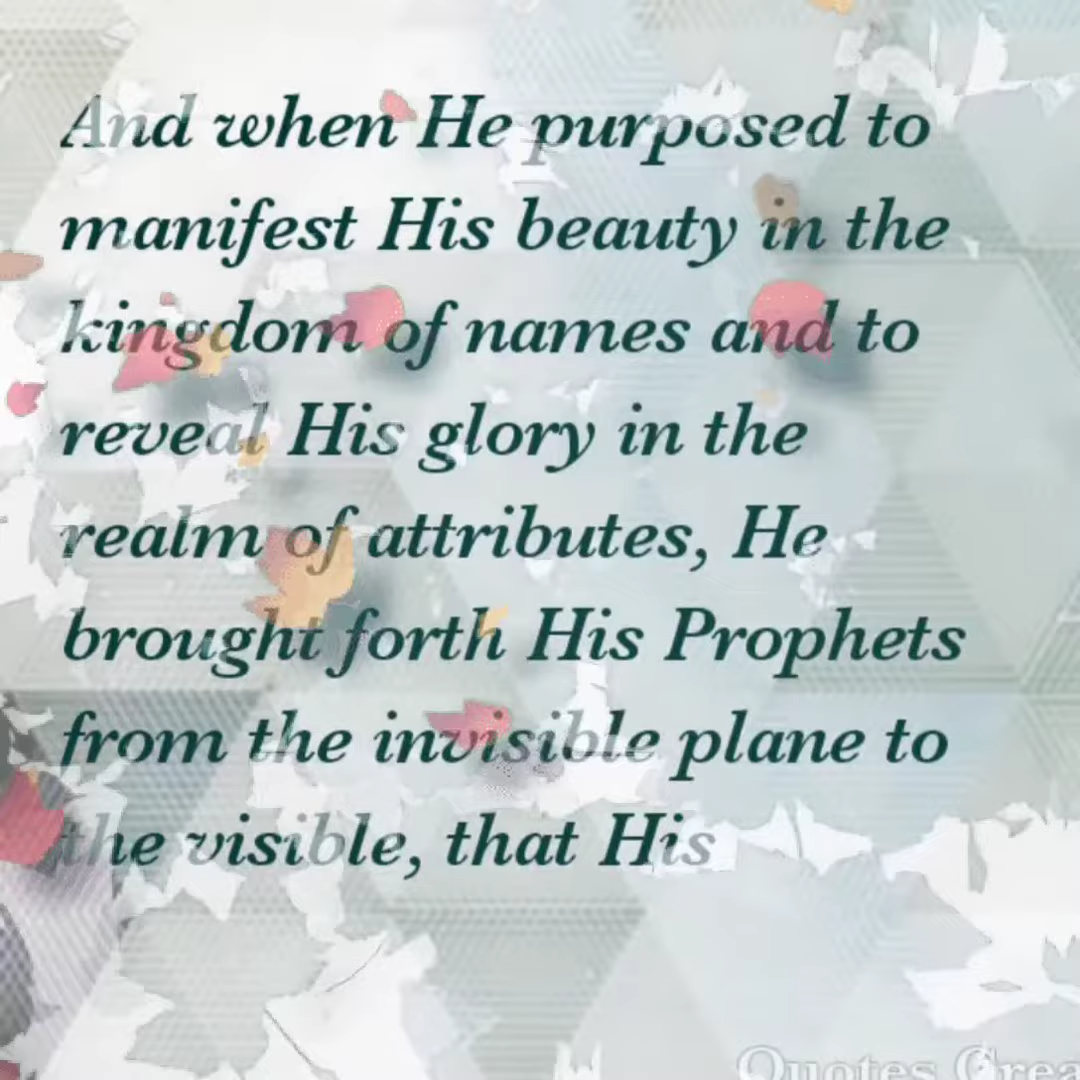 And when He purposed to
manifest His beauty in the
kingdom of names and to
reveal His glory in the
realm of attributes, He
brought forth His Prophets
from the invisible plane to
the visible, that His
Quotes Crea